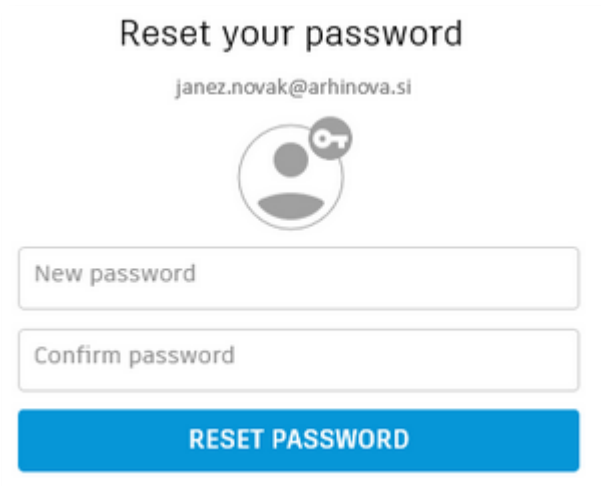 Reset your password
janez.novak@arhinova.si
New password
Confirm password
RESET PASSWORD